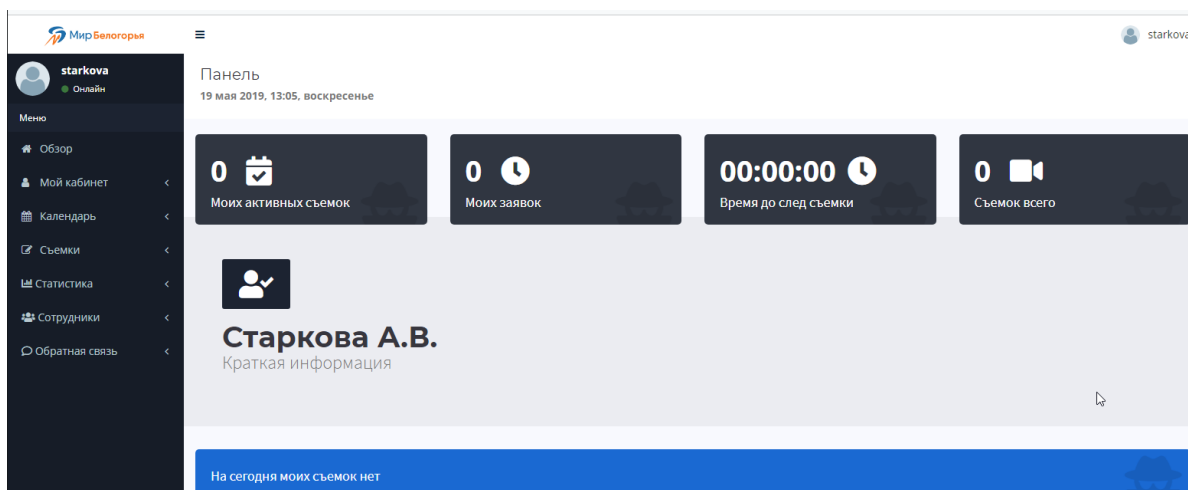 Мир Белогорья
starkova
starkova
Онлайн
Меню
Обзор
Мой кабинет
Календарь
Съемки
Статистика
Сотрудники
Обратная связь
Панель
19 мая 2019, 13:05, воскресенье
0
Моих активных съемок
0
Моих заявок
00:00:00
Время до след съемки
0
Съемок всего
Старкова А.В.
Краткая информация
На сегодня моих съемок нет